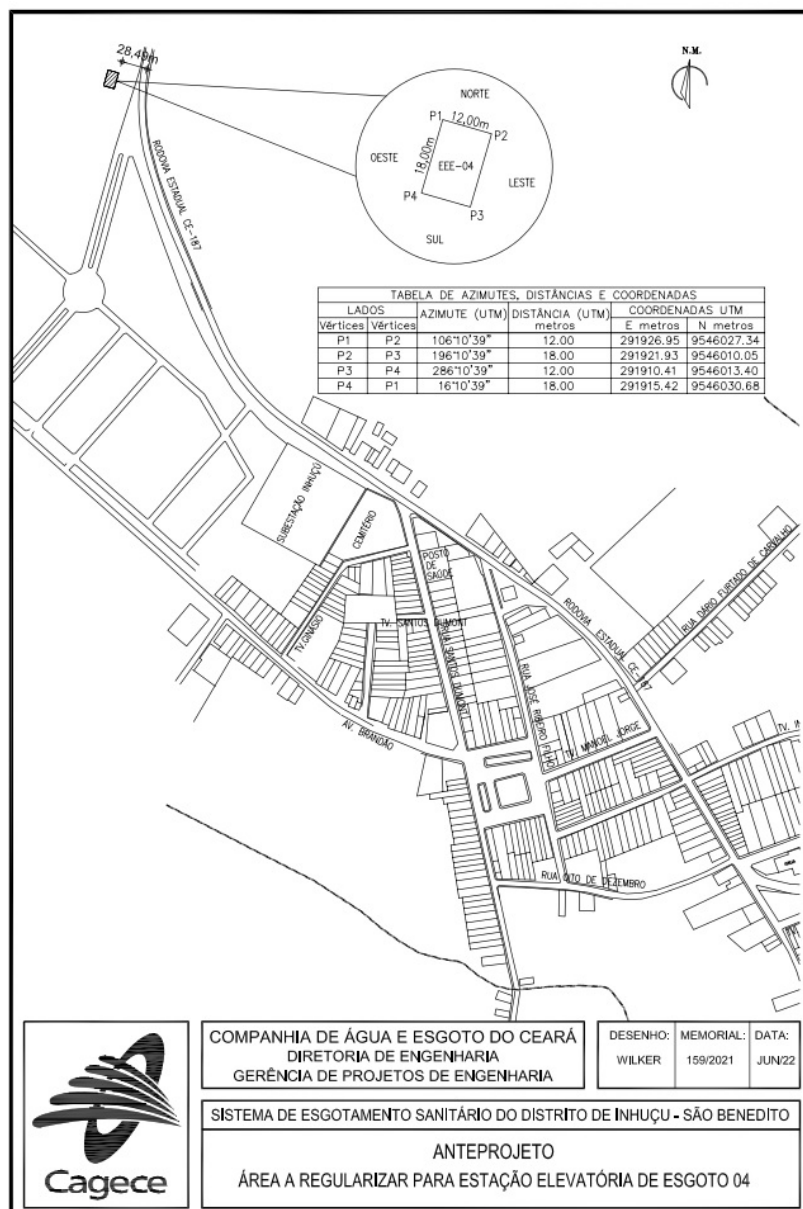 28,49m
N.M.
NORTE
P1
12,00m
P2
OESTE
18,00m
EEE-04
LESTE
P4
P3
SUL
RODOVIA ESTADUAL CE-187
TABELA DE AZIMUTES, DISTÂNCIAS E COORDENADAS
LADOS AZIMUTE (UTM) DISTÂNCIA (UTM) COORDENADAS UTM
Vértices Vértices metros E metros N metros
P1 P2 106°10'39" 12.00 291926.95 9546027.34
P2 P3 196°10'39" 18.00 291921.93 9546010.05
P3 P4 286°10'39" 12.00 291910.41 9546013.40
P4 P1 16°10'39" 18.00 291915.42 9546030.68
SUBESTAÇÃO INHUÇÚ
CEMITÉRIO
POSTO
DE
SAÚDE
RUA DÁRIO FURTADO DE CARVALHO
TV.GINASIO
TV. SANTOS DUMONT
RUA SANTOS DUMONT
RODOVIA ESTADUAL CE-187
RUA JOSÉ RIBEIRO FILHO
AV. BRANDÃO
TV. MANOEL JORGE
RUA OITO DE DEZEMBRO
COMPANHIA DE ÁGUA E ESGOTO DO CEARÁ
DIRETORIA DE ENGENHARIA
GERÊNCIA DE PROJETOS DE ENGENHARIA
DESENHO: MEMORIAL: DATA:
WILKER 159/2021 JUN/22
SISTEMA DE ESGOTAMENTO SANITÁRIO DO DISTRITO DE INHUÇU - SÃO BENEDITO
ANTEPROJETO
ÁREA A REGULARIZAR PARA ESTAÇÃO ELEVATÓRIA DE ESGOTO 04
Cagece